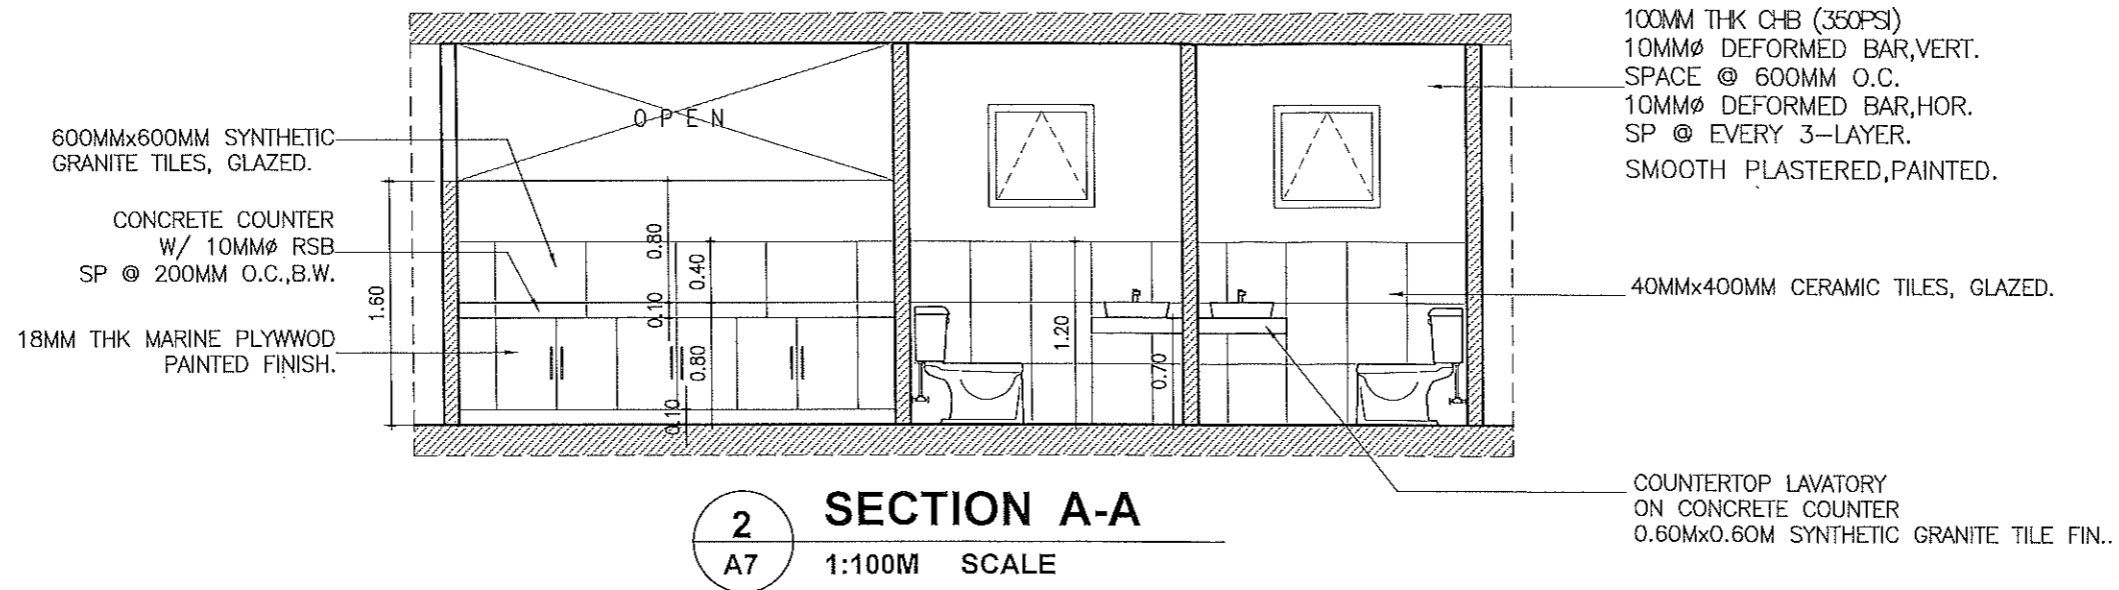 600MMx600MM SYNTHETIC
GRANITE TILES, GLAZED.
CONCRETE COUNTER
W/ 10MMØ RSB
SP @ 200MM O.C.,B.W.
18MM THK MARINE PLYWWOD
PAINTED FINISH.
1.60
OPEN
0.80
0.40
0.10
0.80
0.10
1.20
0.70
100MM THK CHB (350PSI)
10MMØ DEFORMED BAR,VERT.
SPACE @ 600MM O.C.
10MMØ DEFORMED BAR,HOR.
SP @ EVERY 3-LAYER.
SMOOTH PLASTERED,PAINTED.
40MMx400MM CERAMIC TILES, GLAZED.
COUNTERTOP LAVATORY
ON CONCRETE COUNTER
0.60Mx0.60M SYNTHETIC GRANITE TILE FIN..
2
A7
SECTION A-A
1:100M SCALE